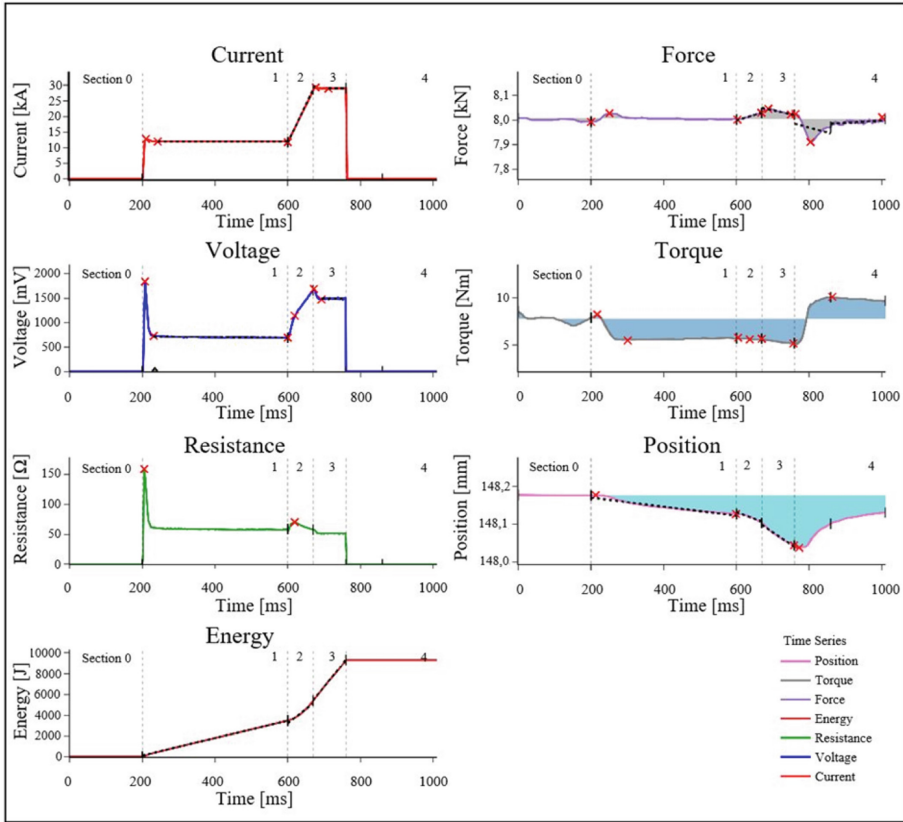 Current
Current [kA]
Section 0 1 2 3 4
30
25
20
15
10
5
0
0 200 400 600 800 1000
Time [ms]
Force
Force [kN]
Section 0 1 2 3 4
8,1
8,0
7,9
7,8
0 200 400 600 800 1000
Time [ms]
Voltage
Voltage [mV]
Section 0 1 2 3 4
2000
1500
1000
500
0
0 200 400 600 800 1000
Time [ms]
Torque
Torque [Nm]
Section 0 1 2 3 4
10
5
0 200 400 600 800 1000
Time [ms]
Resistance
Resistance [Ω]
Section 0 1 2 3 4
150
100
50
0
0 200 400 600 800 1000
Time [ms]
Position
Position [mm]
Section 0 1 2 3 4
148,2
148,1
148,0
0 200 400 600 800 1000
Time [ms]
Energy
Energy [J]
Section 0 1 2 3 4
10000
8000
6000
4000
2000
0
0 200 400 600 800 1000
Time [ms]
Time Series
Position
Torque
Force
Energy
Resistance
Voltage
Current